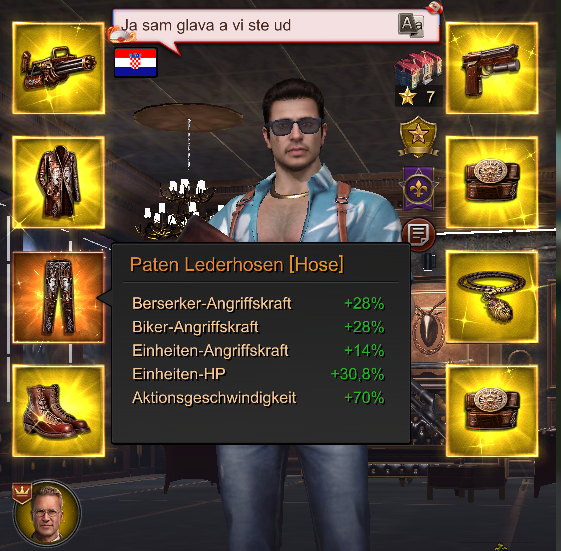 Ja sam glava a vi ste ud
Aa
7
Paten Lederhosen [Hose]
Berserker-Angriffskraft +28%
Biker-Angriffskraft +28%
Einheiten-Angriffskraft +14%
Einheiten-HP +30,8%
Aktionsgeschwindigkeit +70%